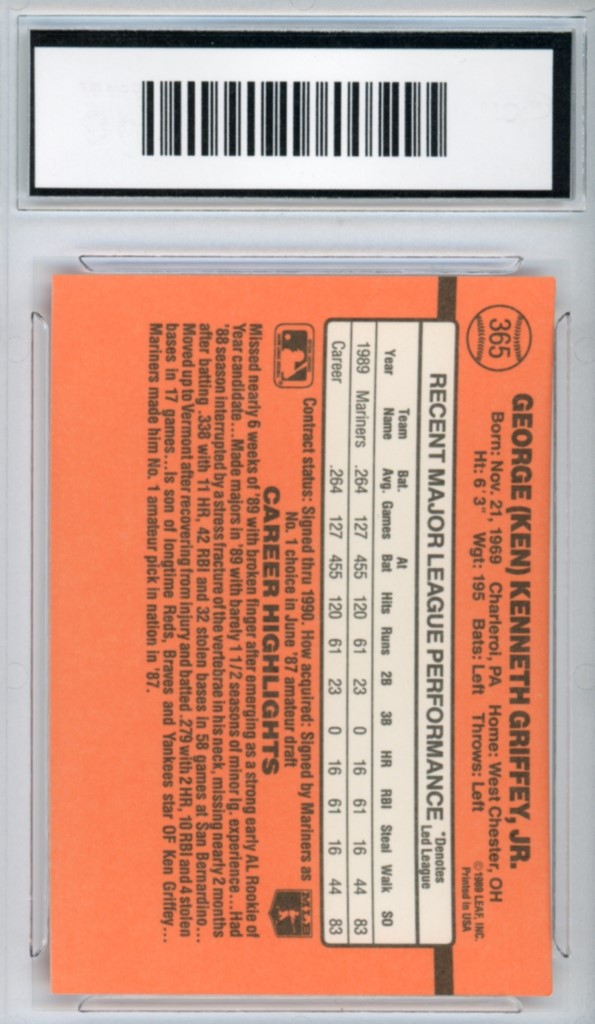 365
GEORGE (KEN) KENNETH GRIFFEY, JR.
Born: Nov. 21, 1969 Charleroi, PA Home: West Chester, OH
Ht: 6' 3" Wgt: 195 Bats: Left Throws: Left
©1989 LEAF, INC.
Printed in USA
RECENT MAJOR LEAGUE PERFORMANCE
*Denotes
Led League
Year Team Name Bat. Avg. Games At Bat Hits Runs 2B 3B HR RBI Steal Walk SO
1989 Mariners .264 127 455 120 61 23 0 16 61 16 44 83
Career .264 127 455 120 61 23 0 16 61 16 44 83
Contract status: Signed thru 1990. How acquired: Signed by Mariners as
No. 1 choice in June '87 amateur draft
MLB
CAREER HIGHLIGHTS
Missed nearly 6 weeks of '89 with broken finger after emerging as a strong early AL Rookie of
Year candidate...Made majors in '89 with barely 1 1/2 seasons of minor lg. experience...Had
'88 season interrupted by a stress fracture of the vertebrae in his neck, missing nearly 2 months
after batting .338 with 11 HR, 42 RBI and 32 stolen bases in 58 games at San Bernardino...
Moved up to Vermont after recovering from injury and batted .279 with 2 HR, 10 RBI and 4 stolen
bases in 17 games...Is son of longtime Reds, Braves and Yankees star OF Ken Griffey...
Mariners made him No. 1 amateur pick in nation in '87.